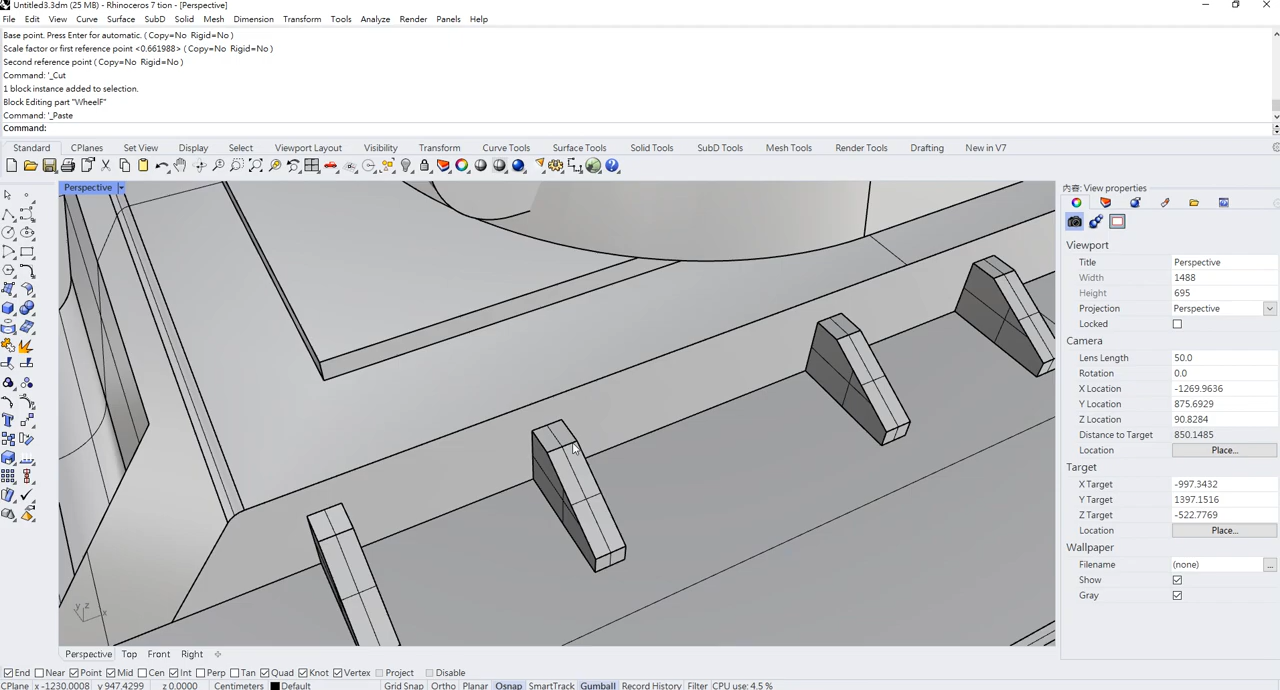 Untitled3.3dm (25 MB) - Rhinoceros 7 tion - [Perspective]
File Edit View Curve Surface SubD Solid Mesh Dimension Transform Tools Analyze Render Panels Help
Base point. Press Enter for automatic. ( Copy=No Rigid=No )
Scale factor or first reference point <0.661988> ( Copy=No Rigid=No )
Second reference point ( Copy=No Rigid=No )
Command: '_Cut
1 block instance added to selection.
Block Editing part "WheelF"
Command: '_Paste
Command:
Standard CPlanes Set View Display Select Viewport Layout Visibility Transform Curve Tools Surface Tools Solid Tools SubD Tools Mesh Tools Render Tools Drafting New in V7
Perspective
內容: View properties
Viewport
Title Perspective
Width 1488
Height 695
Projection Perspective
Locked
Camera
Lens Length 50.0
Rotation 0.0
X Location -1269.9636
Y Location 875.6929
Z Location 90.8284
Distance to Target 850.1485
Location Place...
Target
X Target -997.3432
Y Target 1397.1516
Z Target -522.7769
Location Place...
Wallpaper
Filename (none) ...
Show
Gray
y z x
Perspective Top Front Right
End Near Point Mid Cen Int Perp Tan Quad Knot Vertex Project Disable
CPlane x -1230.0008 y 947.4299 z 0.0000 Centimeters Default Grid Snap Ortho Planar Osnap SmartTrack Gumball Record History Filter CPU use: 4.5 %